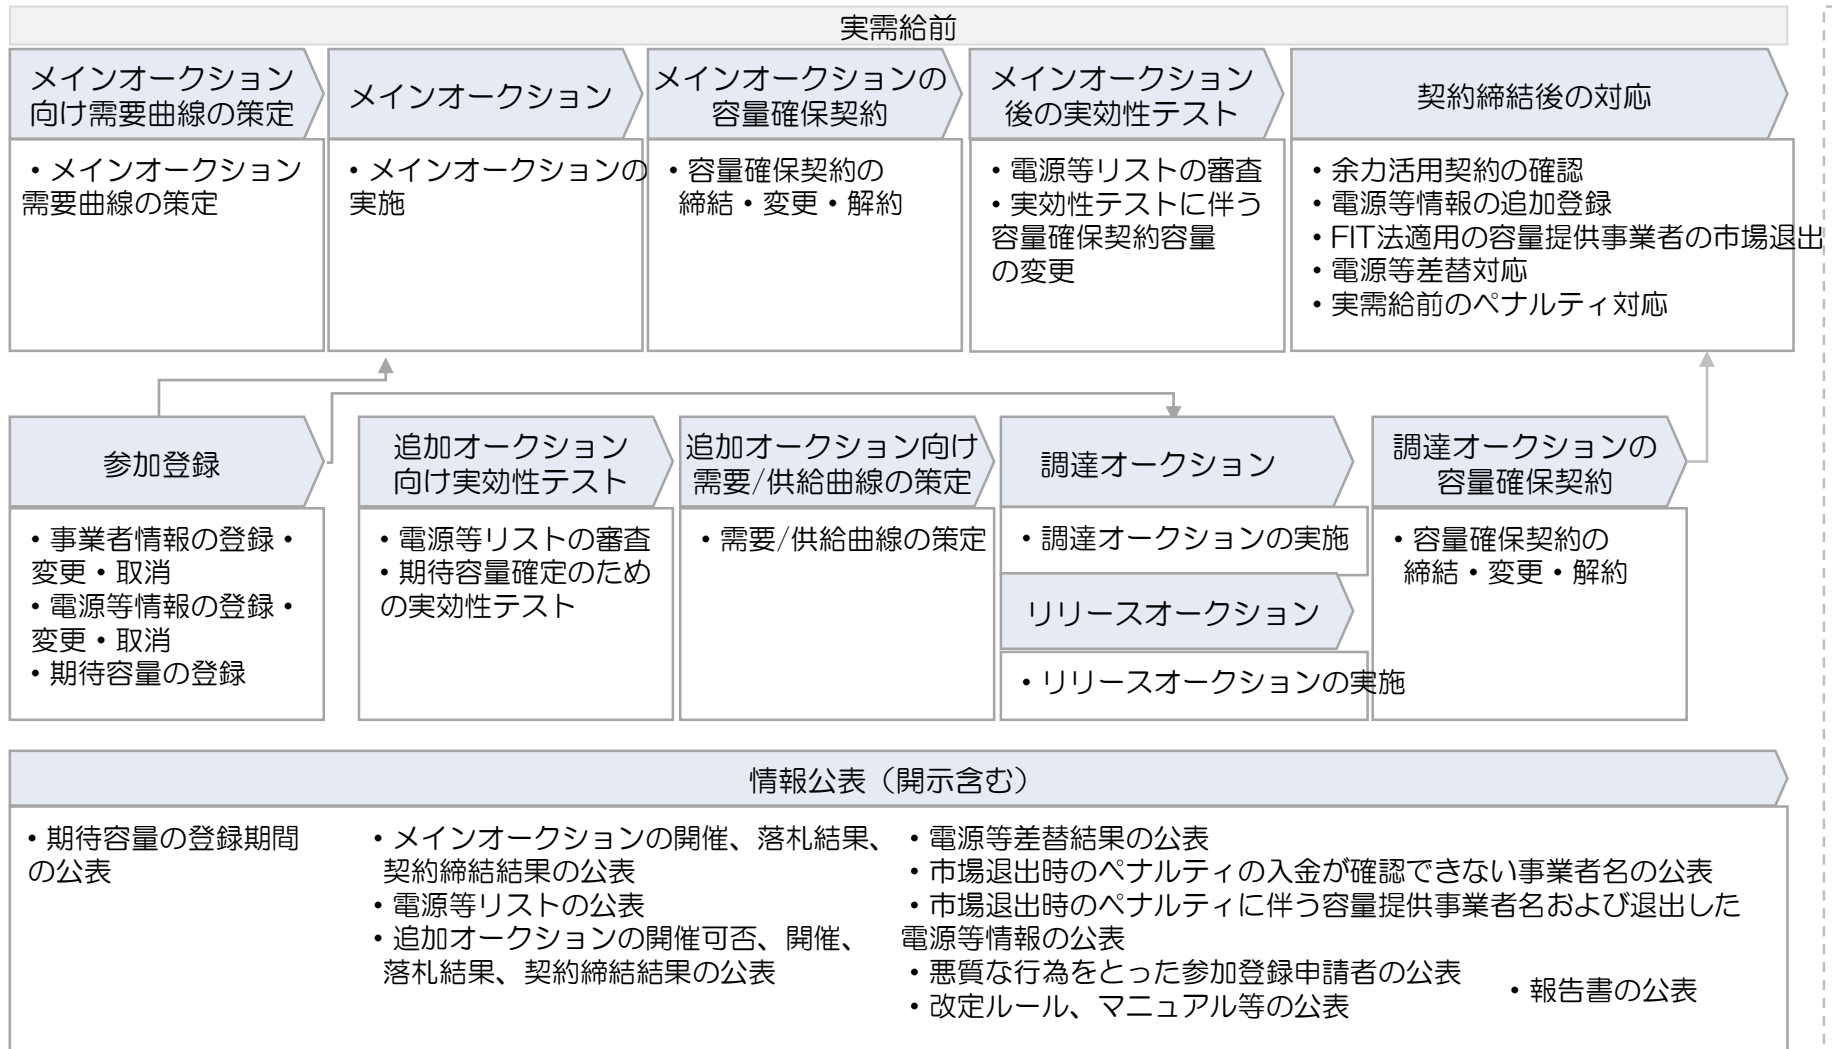 実需給前
メインオークション
向け需要曲線の策定
メインオークション
メインオークションの
容量確保契約
メインオークション
後の実効性テスト
契約締結後の対応
・メインオークション
需要曲線の策定
・メインオークションの
実施
・容量確保契約の
締結・変更・解約
・電源等リストの審査
・実効性テストに伴う
容量確保契約容量
の変更
・余力活用契約の確認
・電源等情報の追加登録
・FIT法適用の容量提供事業者の市場退出
・電源等差替対応
・実需給前のペナルティ対応
参加登録
追加オークション
向け実効性テスト
追加オークション向け
需要/供給曲線の策定
調達オークション
調達オークションの
容量確保契約
・事業者情報の登録・
変更・取消
・電源等情報の登録・
変更・取消
・期待容量の登録
・電源等リストの審査
・期待容量確定のため
の実効性テスト
・需要/供給曲線の策定
・調達オークションの実施
リリースオークション
・リリースオークションの実施
・容量確保契約の
締結・変更・解約
情報公表（開示含む）
・期待容量の登録期間
の公表
・メインオークションの開催、落札結果、
契約締結結果の公表
・電源等リストの公表
・追加オークションの開催可否、開催、
落札結果、契約締結結果の公表
・電源等差替結果の公表
・市場退出時のペナルティの入金が確認できない事業者名の公表
・市場退出時のペナルティに伴う容量提供事業者名および退出した
電源等情報の公表
・悪質な行為をとった参加登録申請者の公表
・改定ルール、マニュアル等の公表
・報告書の公表